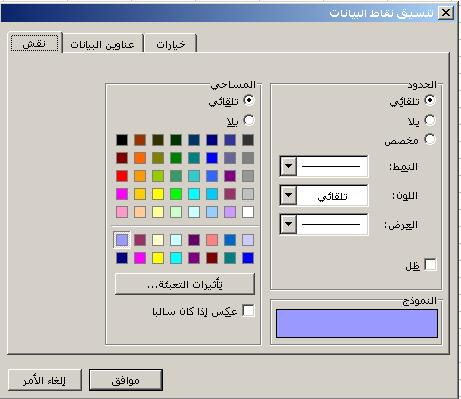 تنسيق نقاط البيانات
نقش
عناوين البيانات
خيارات
الحدود
تلقائي
بلا
مخصص
النمط:
اللون:
تلقائي
العرض:
ظل
المساحي
تلقائي
بلا
تأثيرات التعبئة...
عكس إذا كان سالبا
النموذج
موافق
إلغاء الأمر